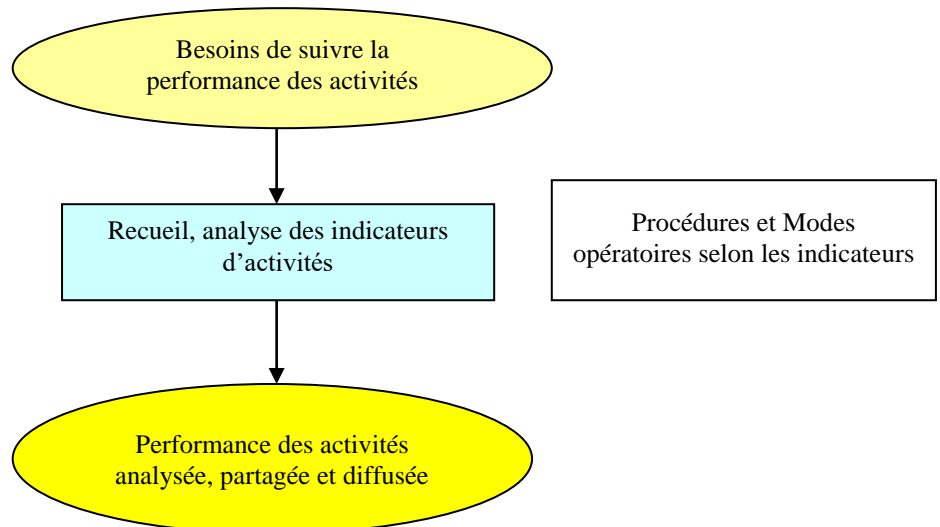 Besoins de suivre la
performance des activités
Recueil, analyse des indicateurs
d’activités
Procédures et Modes
opératoires selon les indicateurs
Performance des activités
analysée, partagée et diffusée